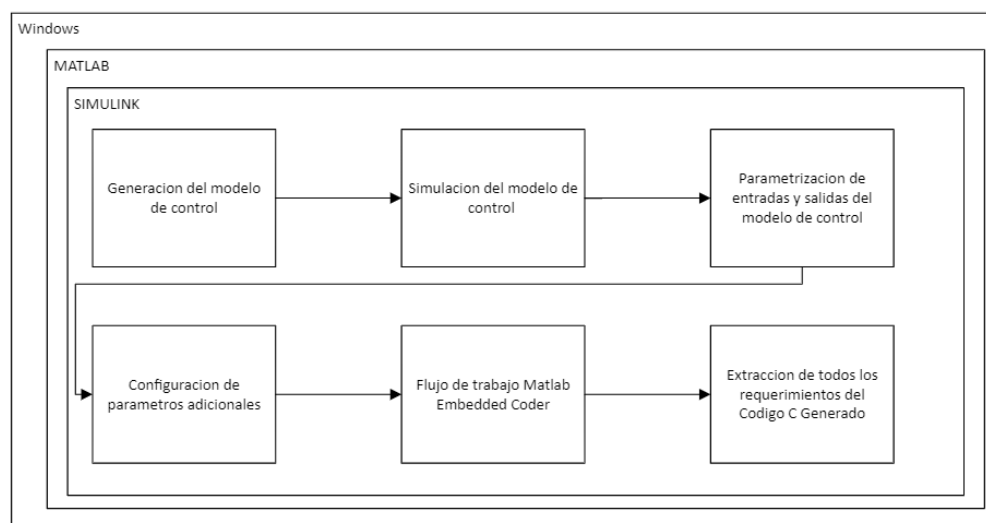 Windows
MATLAB
SIMULINK
Generacion del modelo
de control
Simulacion del modelo de
control
Parametrizacion de
entradas y salidas del
modelo de control
Configuracion de
parametros adicionales
Flujo de trabajo Matlab
Embedded Coder
Extraccion de todos los
requerimientos del
Codigo C Generado